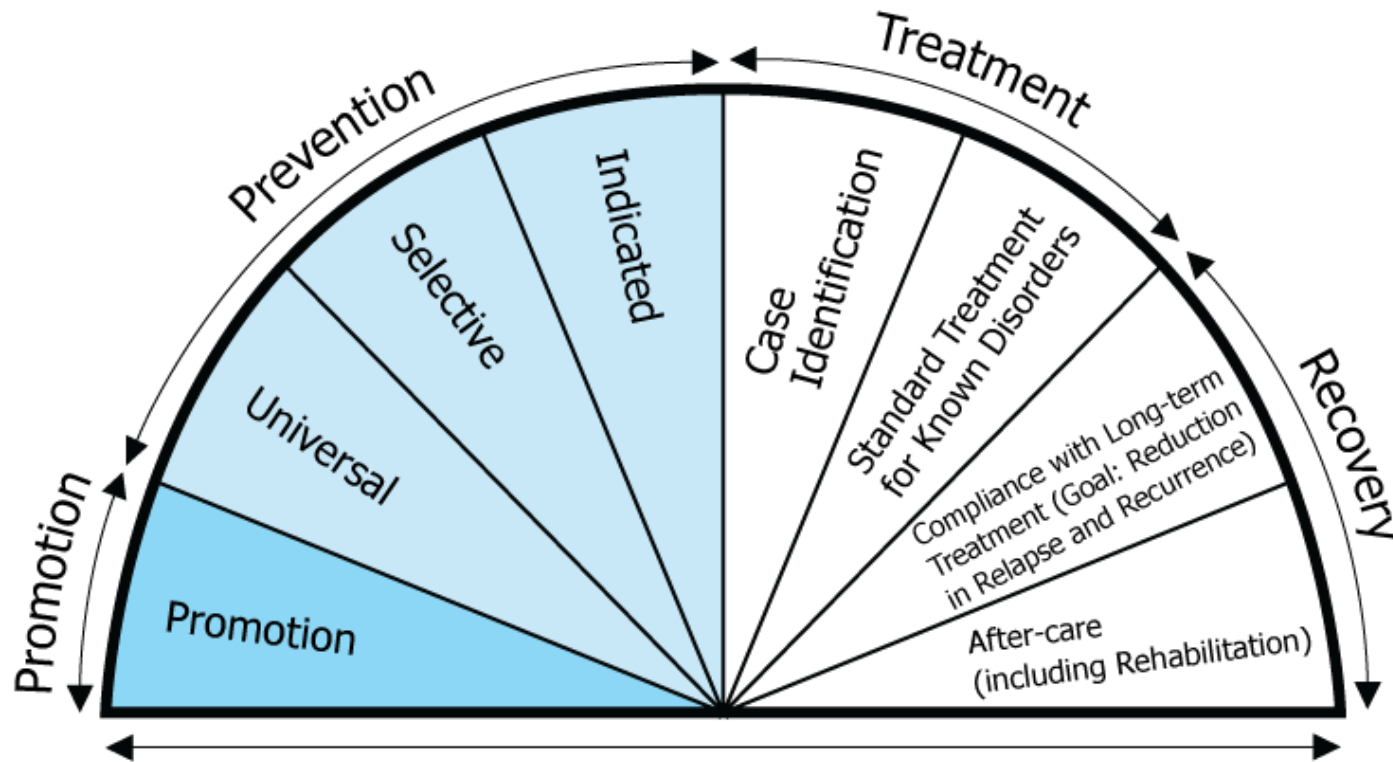 Promotion
Prevention
Treatment
Recovery
Promotion
Universal
Selective
Indicated
Case
Identification
Standard Treatment
for Known Disorders
Compliance with Long-term
Treatment (Goal: Reduction
in Relapse and Recurrence)
After-care
(including Rehabilitation)